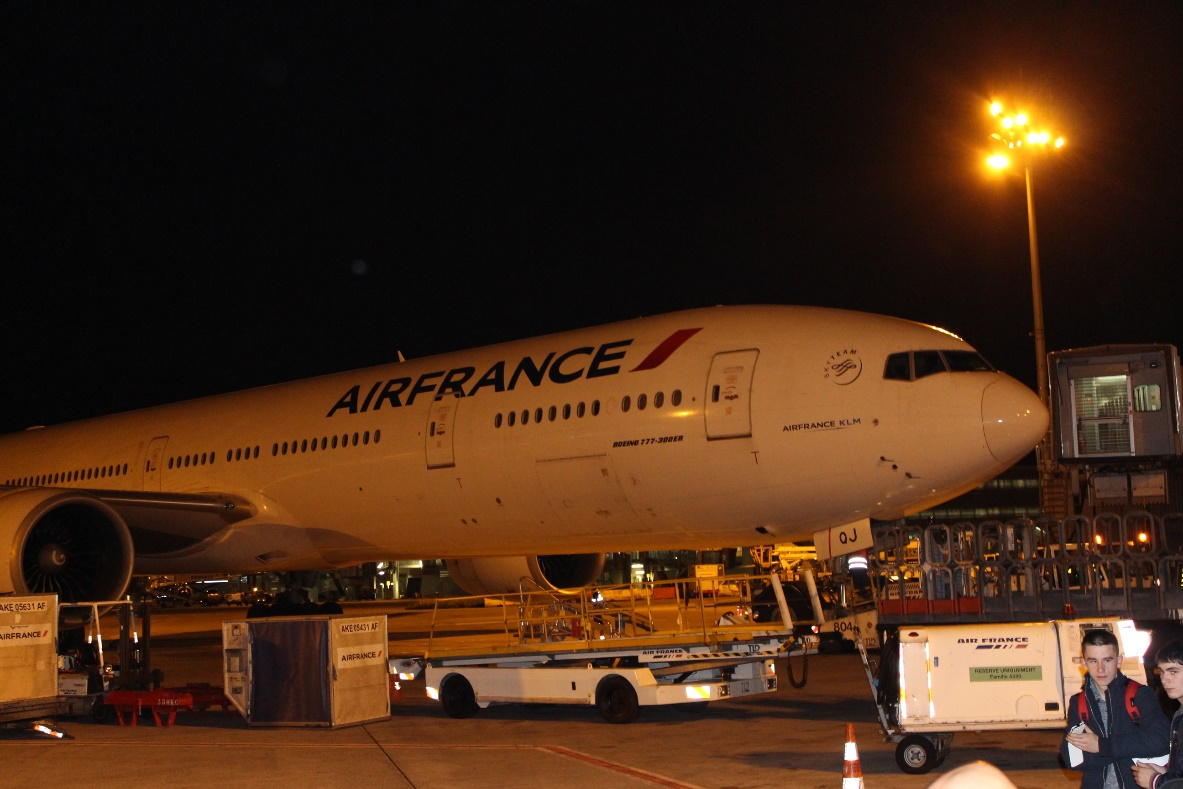 AIRFRANCE
SKYTEAM
AIRFRANCE KLM
BOEING 777-300ER
QJ
AKE 05631 AF
AIRFRANCE
AKE 05431 AF
AIRFRANCE
AIR FRANCE
804
AIR FRANCE
RESERVE UNIQUEMENT